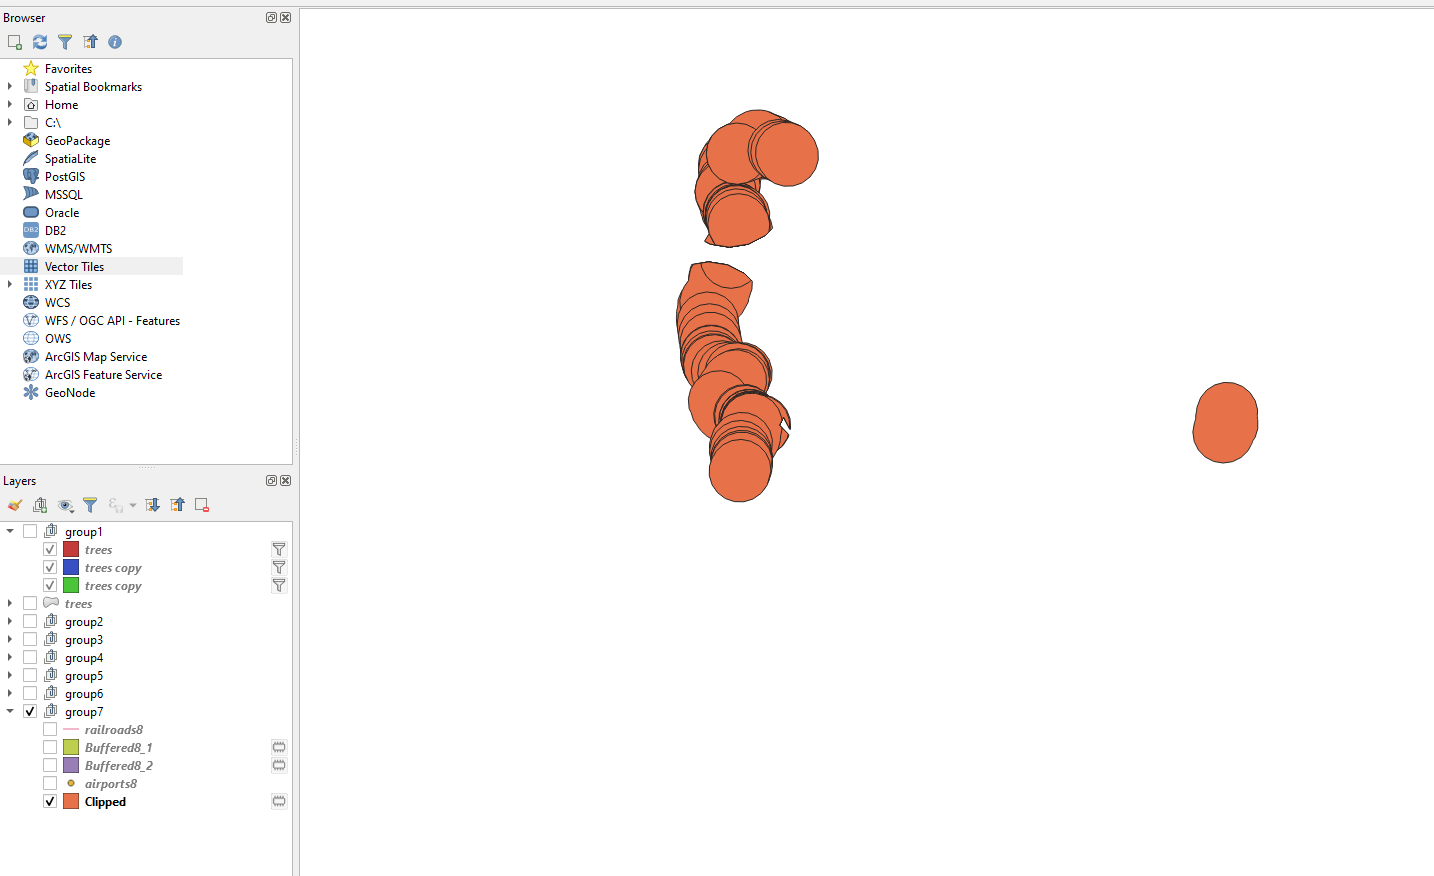 Browser
Favorites
Spatial Bookmarks
Home
C:\
GeoPackage
SpatiaLite
PostGIS
MSSQL
Oracle
DB2
DB2
WMS/WMTS
Vector Tiles
XYZ Tiles
WCS
WFS / OGC API - Features
OWS
ArcGIS Map Service
ArcGIS Feature Service
GeoNode
Layers
group1
trees
trees copy
trees copy
trees
group2
group3
group4
group5
group6
group7
railroads8
Buffered8_1
Buffered8_2
airports8
Clipped